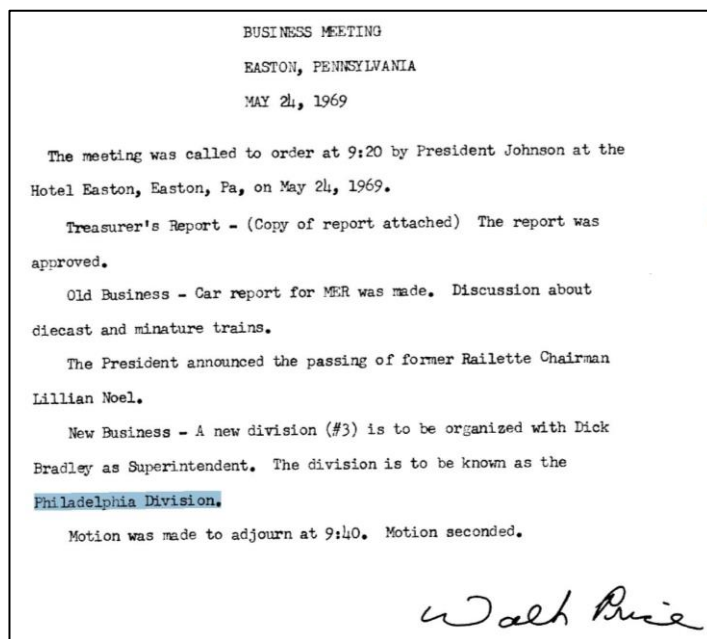 BUSINESS MEETING
EASTON, PENNSYLVANIA
MAY 24, 1969
The meeting was called to order at 9:20 by President Johnson at the
Hotel Easton, Easton, Pa, on May 24, 1969.
Treasurer's Report - (Copy of report attached) The report was
approved.
Old Business - Car report for MER was made. Discussion about
diecast and minature trains.
The President announced the passing of former Railette Chairman
Lillian Noel.
New Business - A new division (#3) is to be organized with Dick
Bradley as Superintendent. The division is to be known as the
Philadelphia Division.
Motion was made to adjourn at 9:40. Motion seconded.
Walt Price